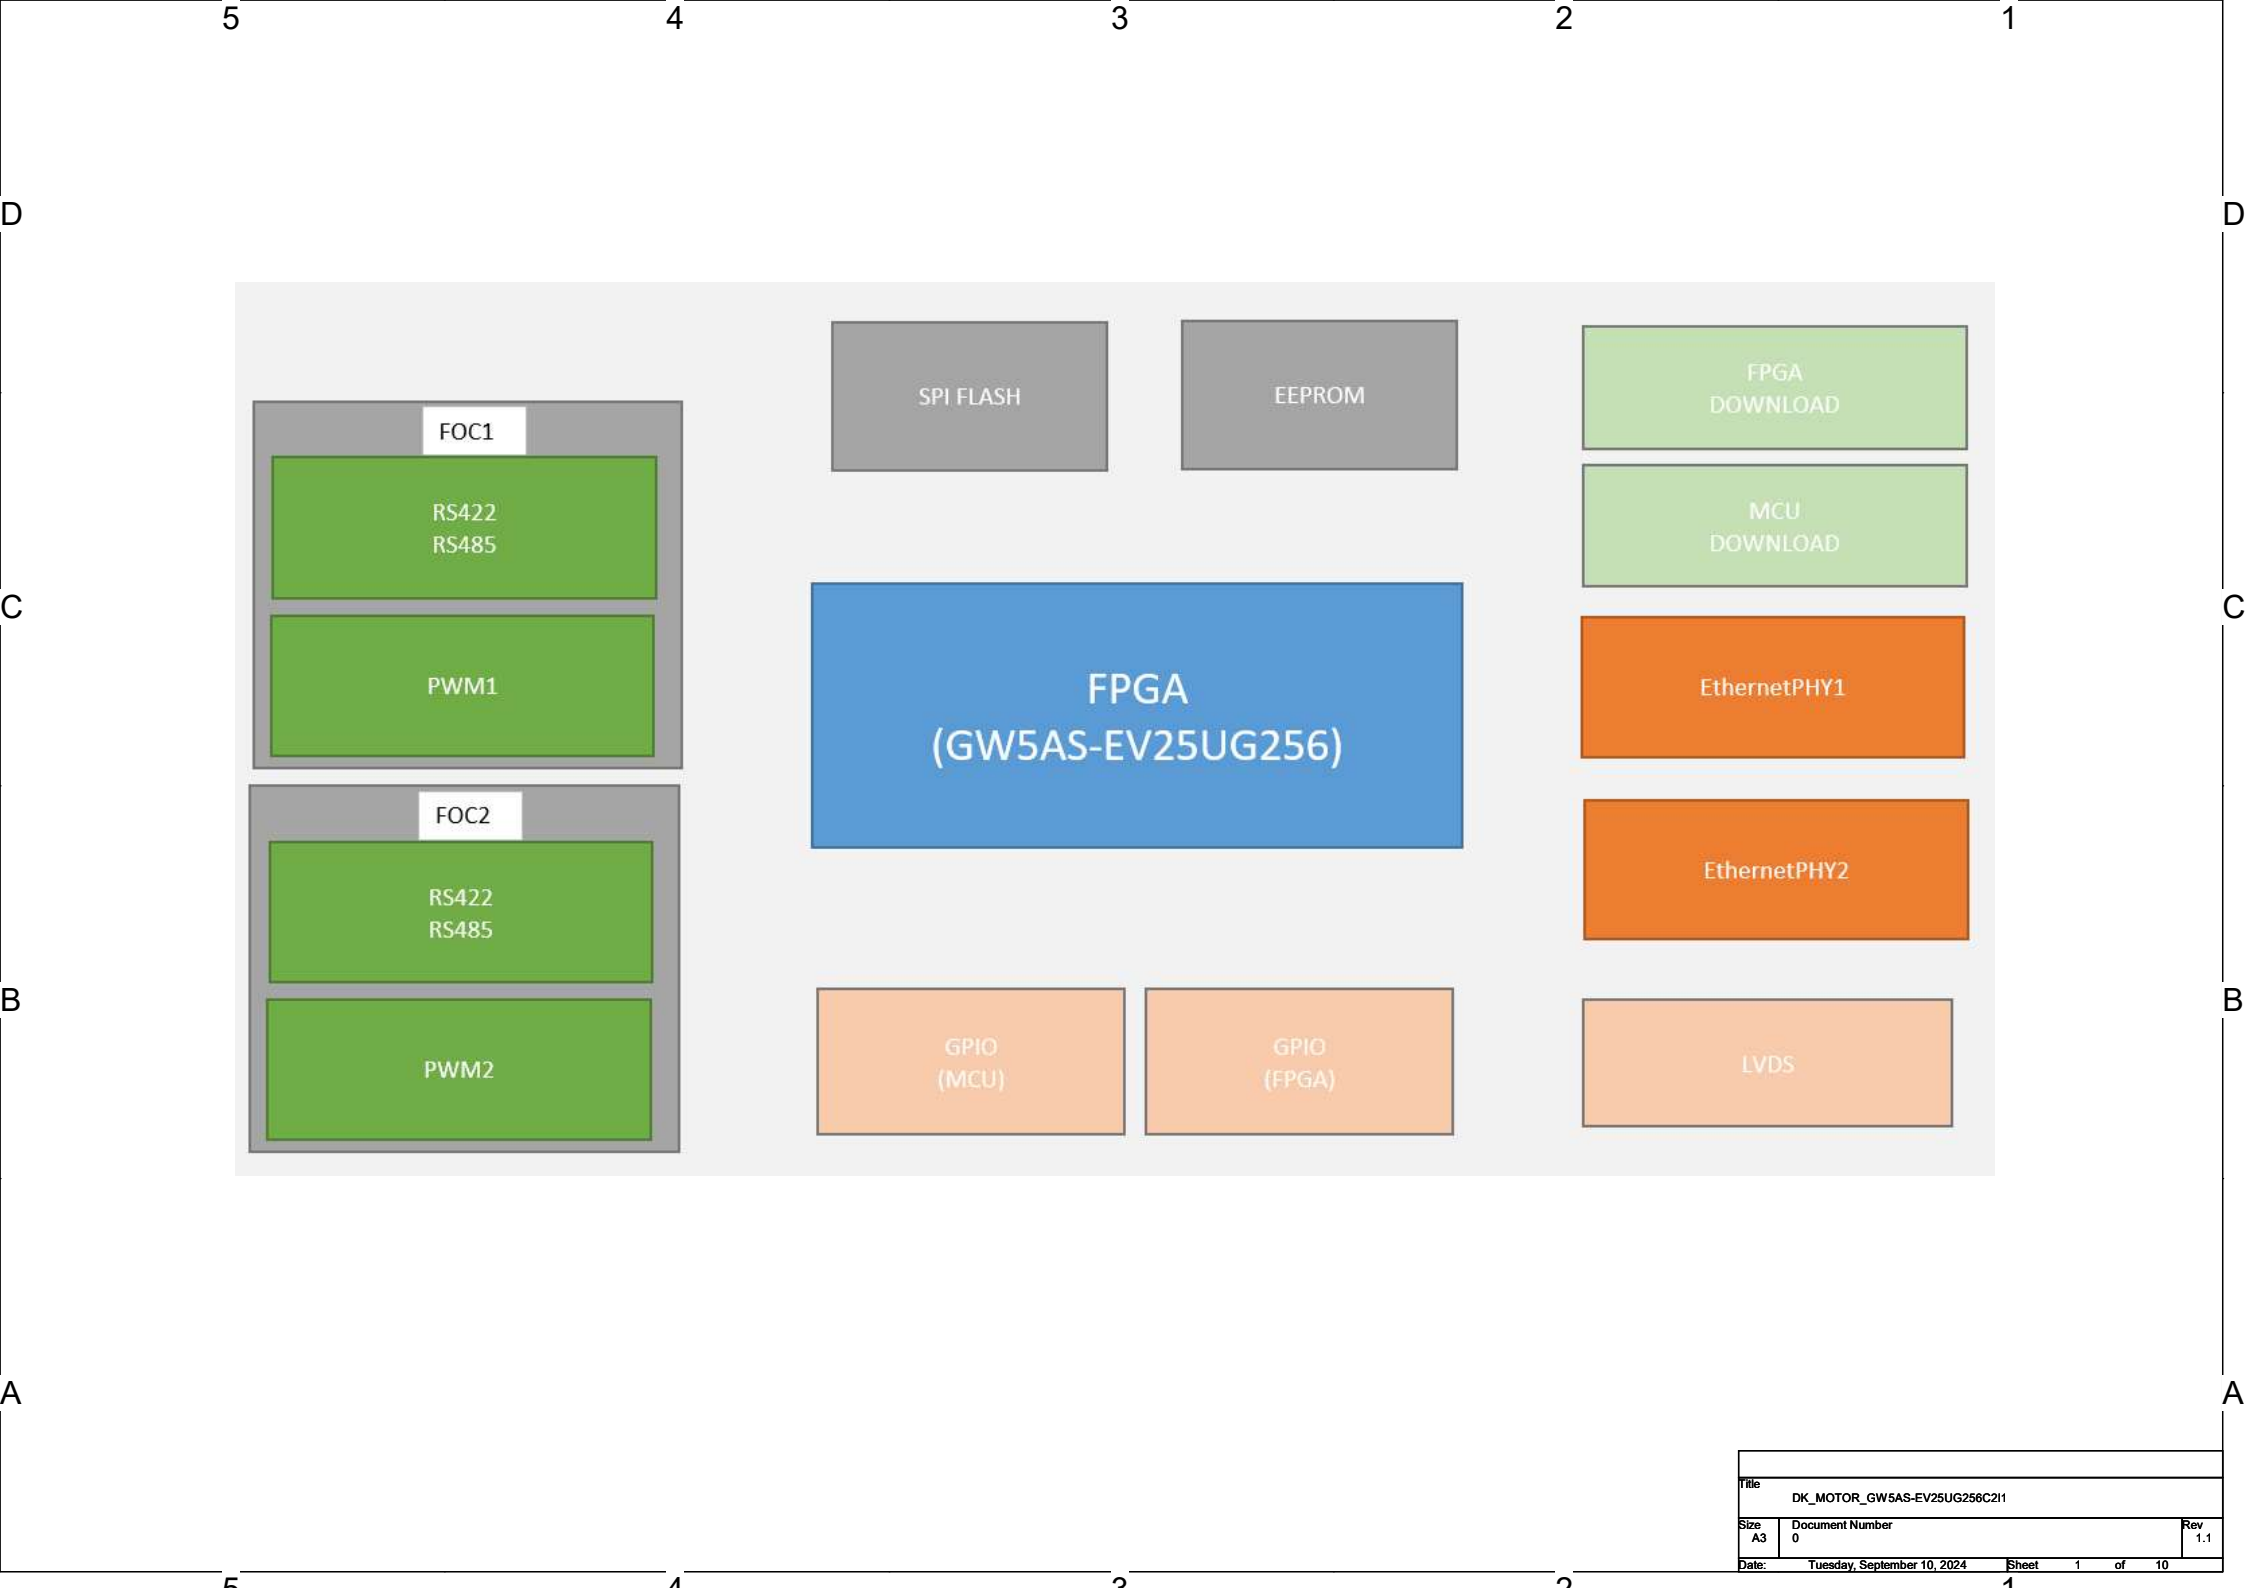 5 4 3 2 1
D D
SPI FLASH
EEPROM
FPGA
DOWNLOAD
FOC1
RS422
RS485
MCU
DOWNLOAD
C C
PWM1
FPGA
(GW5AS-EV25UG256)
EthernetPHY1
FOC2
RS422
RS485
EthernetPHY2
B B
PWM2
GPIO
(MCU)
GPIO
(FPGA)
LVDS
A A
Title
DK_MOTOR_GW5AS-EV25UG256C2I1
Size Document Number Rev
A3 0 1.1
Date: Tuesday, September 10, 2024 Sheet 1 of 10
5 4 3 2 1